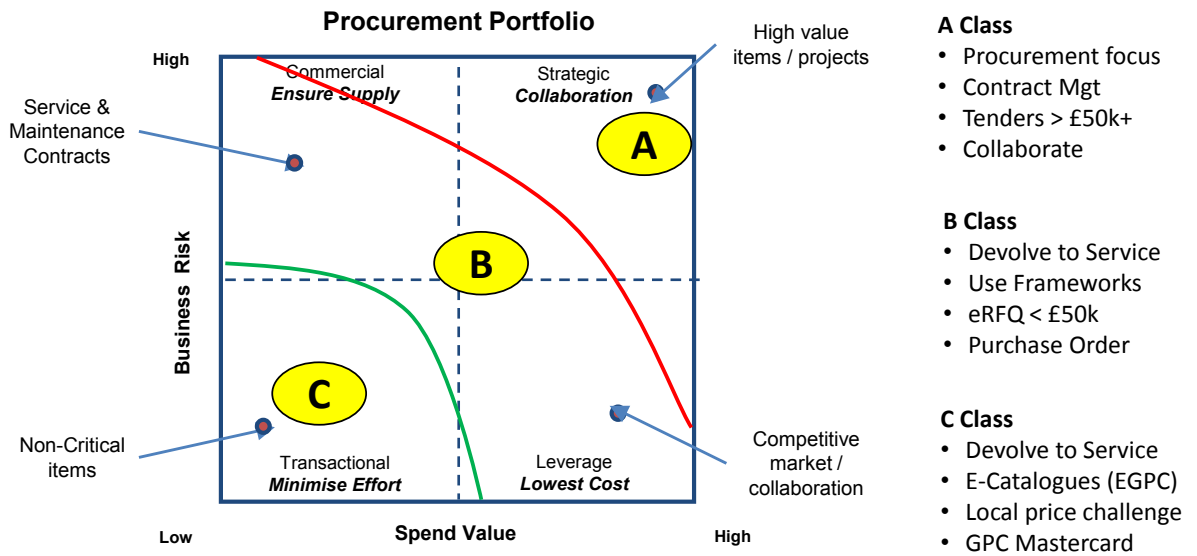 Procurement Portfolio
High
Commercial
Ensure Supply
Strategic
Collaboration
High value
items / projects
Service &
Maintenance
Contracts
A
B
C
Business Risk
Non-Critical
items
Transactional
Minimise Effort
Leverage
Lowest Cost
Competitive
market /
collaboration
Low
Spend Value
High
A Class
• Procurement focus
• Contract Mgt
• Tenders > £50k+
• Collaborate
B Class
• Devolve to Service
• Use Frameworks
• eRFQ < £50k
• Purchase Order
C Class
• Devolve to Service
• E-Catalogues (EGPC)
• Local price challenge
• GPC Mastercard